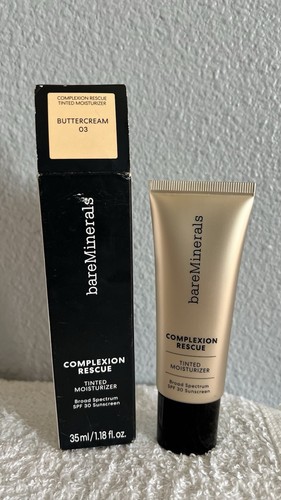 COMPLEXION RESCUE
TINTED MOISTURIZER
BUTTERCREAM
03
bareMinerals
COMPLEXION
RESCUE
TINTED
MOISTURIZER
Broad Spectrum
SPF 30 Sunscreen
35ml/1.18 fl.oz.
bareMinerals
COMPLEXION
RESCUE
TINTED
MOISTURIZER
Broad Spectrum
SPF 30 Sunscreen